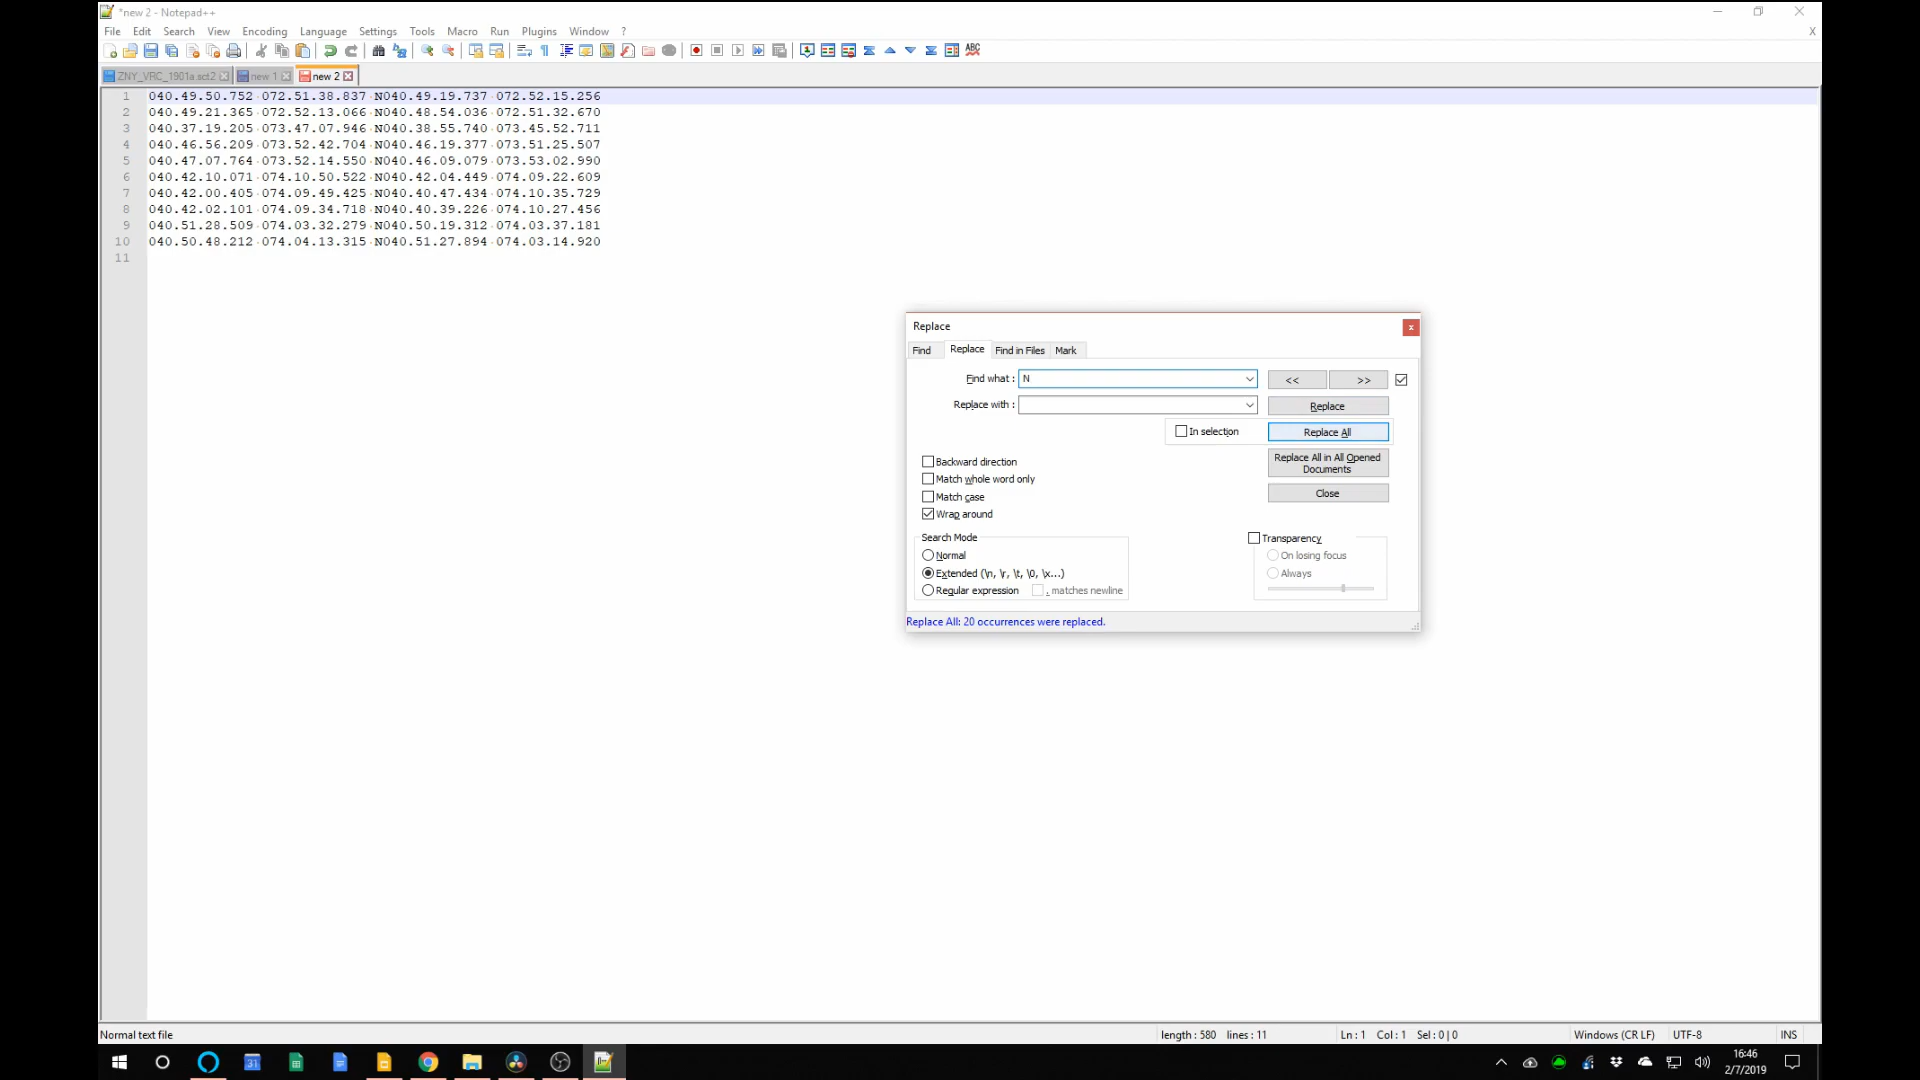 *new 2 - Notepad++
File Edit Search View Encoding Language Settings Tools Macro Run Plugins Window ? X
ZNY_VRC_1901a.sct2 new 1 new 2
1 040.49.50.752 072.51.38.837 N040.49.19.737 072.52.15.256
2 040.49.21.365 072.52.13.066 N040.48.54.036 072.51.32.670
3 040.37.19.205 073.47.07.946 N040.38.55.740 073.45.52.711
4 040.46.56.209 073.52.42.704 N040.46.19.377 073.51.25.507
5 040.47.07.764 073.52.14.550 N040.46.09.079 073.53.02.990
6 040.42.10.071 074.10.50.522 N040.42.04.449 074.09.22.609
7 040.42.00.405 074.09.49.425 N040.40.47.434 074.10.35.729
8 040.42.02.101 074.09.34.718 N040.40.39.226 074.10.27.456
9 040.51.28.509 074.03.32.279 N040.50.19.312 074.03.37.181
10 040.50.48.212 074.04.13.315 N040.51.27.894 074.03.14.920
11
Replace
Find Replace Find in Files Mark
Find what : N << >>
Replace with : Replace
In selection Replace All
Replace All in All Opened
Documents
Close
Backward direction
Match whole word only
Match case
Wrap around
Search Mode
Normal
Extended (\n, \r, \t, \0, \x...)
Regular expression . matches newline
Transparency
On losing focus
Always
Replace All: 20 occurrences were replaced.
Normal text file length : 580 lines : 11 Ln : 1 Col : 1 Sel : 0 | 0 Windows (CR LF) UTF-8 INS
31
16:46
2/7/2019